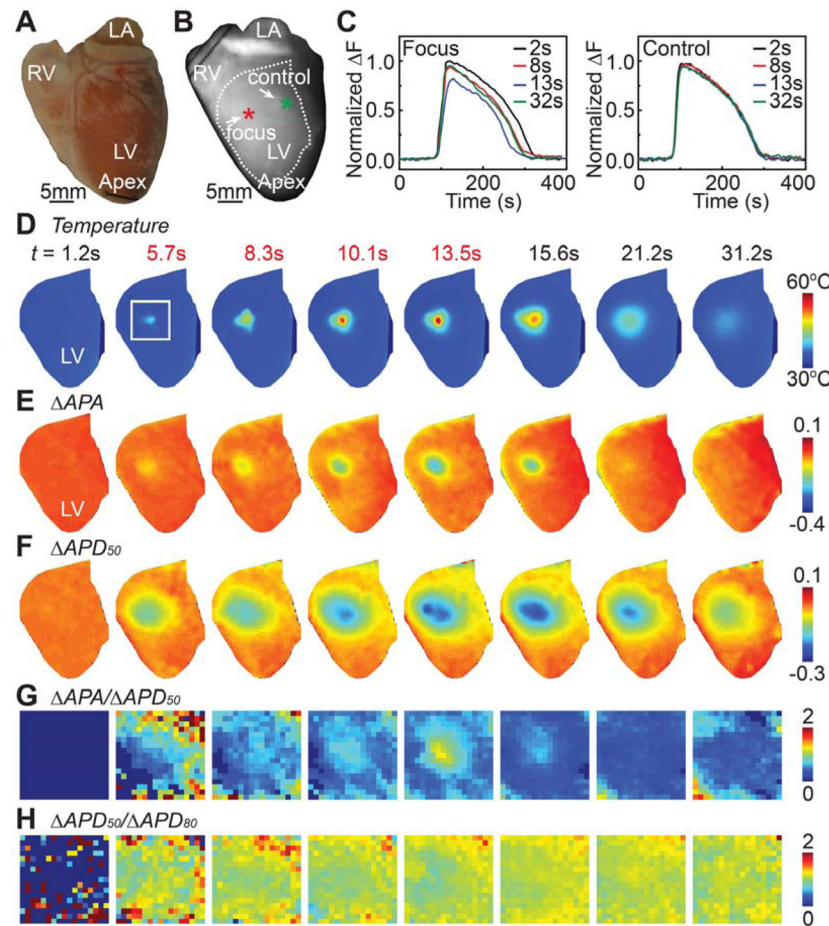 A
LA
RV
LV
Apex
5mm
B
LA
RV
control
*
*
focus
LV
Apex
5mm
C
Normalized ΔF
1.0
0.5
0.0
Focus
2s
8s
13s
32s
0 200 400
Time (s)
Normalized ΔF
1.0
0.5
0.0
Control
2s
8s
13s
32s
0 200 400
Time (s)
D Temperature
t = 1.2s 5.7s 8.3s 10.1s 13.5s 15.6s 21.2s 31.2s
LV
60°C
30°C
E ΔAPA
LV
0.1
-0.4
F ΔAPD50
0.1
-0.3
G ΔAPA/ΔAPD50
2
0
H ΔAPD50/ΔAPD80
2
0